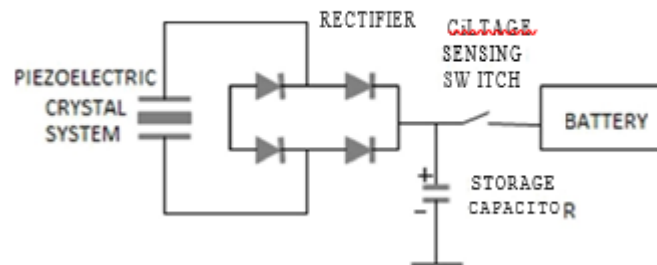 RECTIFIER
CiLTAGE
SENSING
SW ITCH
PIEZOELECTRIC
CRYSTAL
SYSTEM
BATTERY
+
-
STORAGE
CAPACITOR